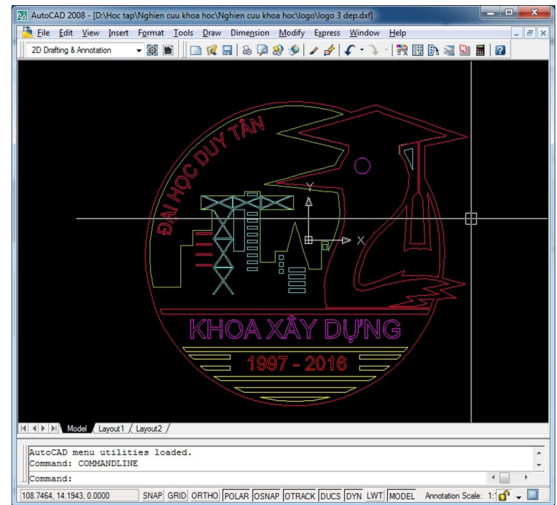 AutoCAD 2008 - [D:\Hoc tap\Nghien cuu khoa hoc\Nghien cuu khoa hoc\logo\logo 3 dep.dxf]
File Edit View Insert Format Tools Draw Dimension Modify Express Window Help
2D Drafting & Annotation
ĐẠI HỌC DUY TÂN
Y
X
KHOA XÂY DỰNG
1997 - 2016
Model Layout1 Layout2
AutoCAD menu utilities loaded.
Command: COMMANDLINE
Command:
108.7464, 14.1943, 0.0000 SNAP GRID ORTHO POLAR OSNAP OTRACK DUCS DYN LWT MODEL Annotation Scale: 1:1